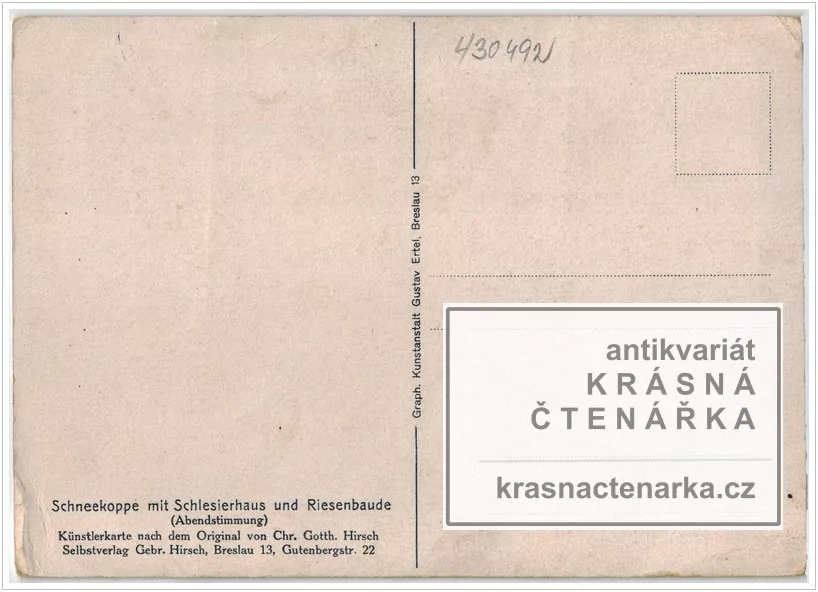 43049N
Graph. Kunstanstalt Gustav Ertel, Breslau 13
antikvariát
KRÁSNÁ
ČTENÁŘKA
krasnactenarka.cz
Schneekoppe mit Schlesierhaus und Riesenbaude
(Abendstimmung)
Künstlerkarte nach dem Original von Chr. Gotth. Hirsch
Selbstverlag Gebr. Hirsch, Breslau 13, Gutenbergstr. 22